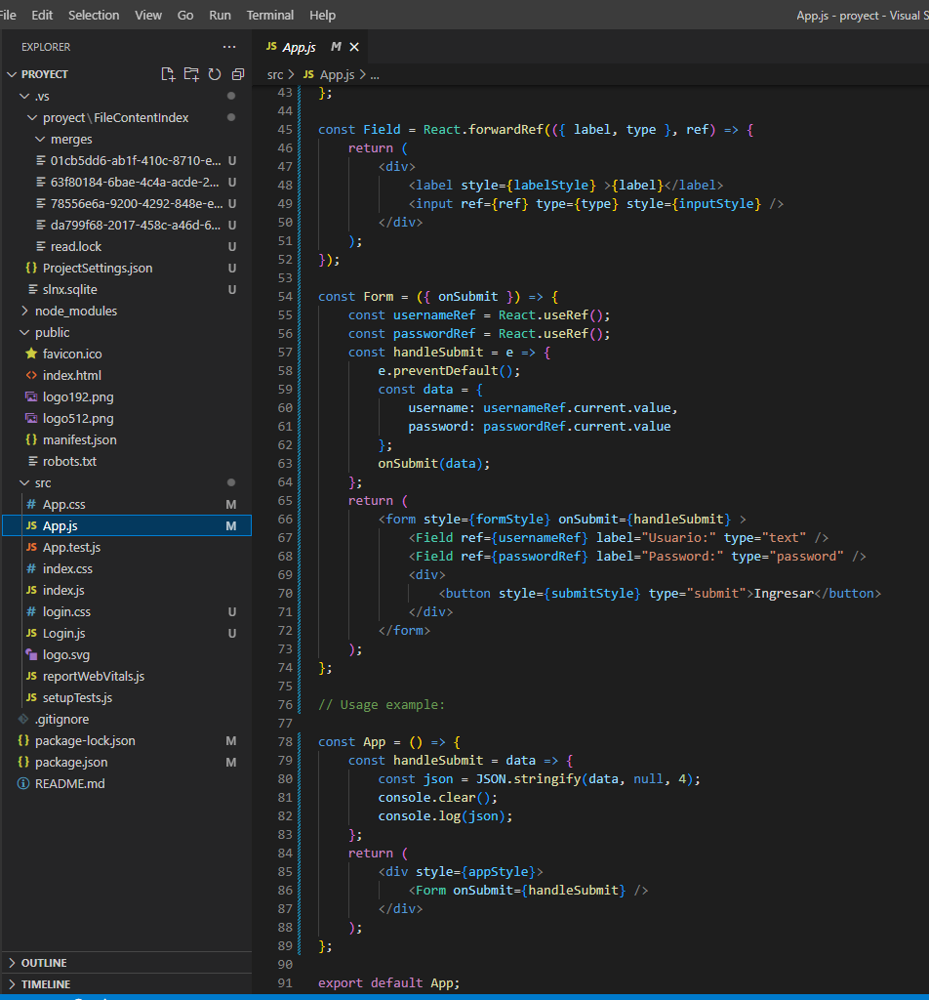 File Edit Selection View Go Run Terminal Help App.js - proyect - Visual S
EXPLORER ...
PROYECT
.vs
proyect\FileContentIndex
merges
01cb5dd6-ab1f-410c-8710-e... U
63f80184-6bae-4c4a-acde-2... U
78556e6a-9200-4292-848e-e... U
da799f68-2017-458c-a46d-6... U
read.lock U
{} ProjectSettings.json U
slnx.sqlite U
node_modules
public
favicon.ico
<> index.html
logo192.png
logo512.png
{} manifest.json
robots.txt
src
# App.css M
JS App.js M
JS App.test.js
# index.css
JS index.js
# login.css U
JS Login.js U
logo.svg
JS reportWebVitals.js
JS setupTests.js
.gitignore
{} package-lock.json M
{} package.json M
README.md
OUTLINE
TIMELINE
JS App.js M
src > JS App.js > ...
43 };
44
45 const Field = React.forwardRef(({ label, type }, ref) => {
46     return (
47         <div>
48             <label style={labelStyle} >{label}</label>
49             <input ref={ref} type={type} style={inputStyle} />
50         </div>
51     );
52 });
53
54 const Form = ({ onSubmit }) => {
55     const usernameRef = React.useRef();
56     const passwordRef = React.useRef();
57     const handleSubmit = e => {
58         e.preventDefault();
59         const data = {
60             username: usernameRef.current.value,
61             password: passwordRef.current.value
62         };
63         onSubmit(data);
64     };
65     return (
66         <form style={formStyle} onSubmit={handleSubmit} >
67             <Field ref={usernameRef} label="Usuario:" type="text" />
68             <Field ref={passwordRef} label="Password:" type="password" />
69             <div>
70                 <button style={submitStyle} type="submit">Ingresar</button>
71             </div>
72         </form>
73     );
74 };
75
76 // Usage example:
77
78 const App = () => {
79     const handleSubmit = data => {
80         const json = JSON.stringify(data, null, 4);
81         console.clear();
82         console.log(json);
83     };
84     return (
85         <div style={appStyle}>
86             <Form onSubmit={handleSubmit} />
87         </div>
88     );
89 };
90
91 export default App;